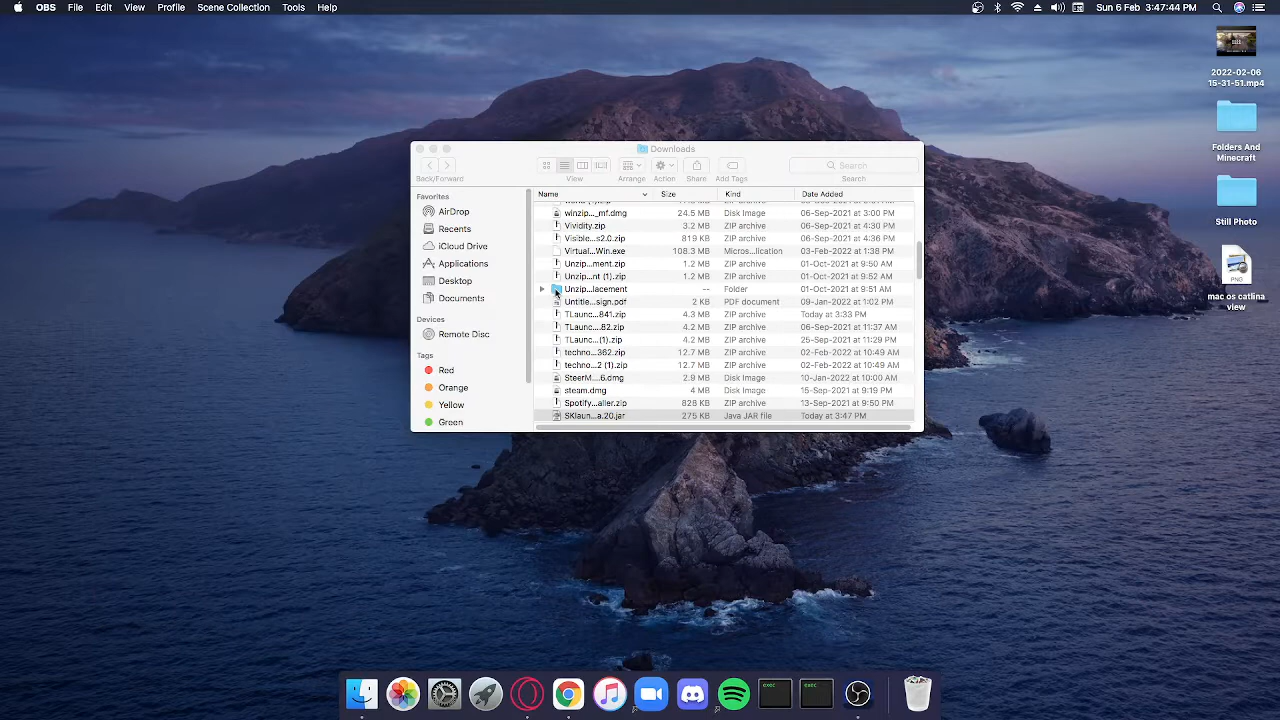 OBS File Edit View Profile Scene Collection Tools Help Sun 6 Feb 3:47:44 PM
2022-02-06
15-31-51.mp4
Folders And
Minecraft
Still Photo
mac os catlina
view
Downloads
Search
Back/Forward View Arrange Action Share Add Tags Search
Favorites
AirDrop
Recents
iCloud Drive
Applications
Desktop
Documents
Devices
Remote Disc
Tags
Red
Orange
Yellow
Green
Name Size Kind Date Added
winzip..._mf.dmg 24.5 MB Disk Image 06-Sep-2021 at 3:00 PM
Vividity.zip 3.2 MB ZIP archive 06-Sep-2021 at 4:30 PM
Visible...s2.0.zip 819 KB ZIP archive 06-Sep-2021 at 4:36 PM
Virtual...Win.exe 108.3 MB Micros...lication 03-Feb-2022 at 1:38 PM
Unzip...ment.zip 1.2 MB ZIP archive 01-Oct-2021 at 9:50 AM
Unzip...nt (1).zip 1.2 MB ZIP archive 01-Oct-2021 at 9:52 AM
Unzip...lacement -- Folder 01-Oct-2021 at 9:51 AM
Untitle...sign.pdf 2 KB PDF document 09-Jan-2022 at 1:02 PM
TLaunc...841.zip 4.3 MB ZIP archive Today at 3:33 PM
TLaunc...82.zip 4.2 MB ZIP archive 06-Sep-2021 at 11:37 AM
TLaunc...(1).zip 4.2 MB ZIP archive 25-Sep-2021 at 11:29 PM
techno...362.zip 12.7 MB ZIP archive 02-Feb-2022 at 10:49 AM
techno...2 (1).zip 12.7 MB ZIP archive 02-Feb-2022 at 10:49 AM
SteerM...6.dmg 2.9 MB Disk Image 10-Jan-2022 at 10:00 AM
steam.dmg 4 MB Disk Image 15-Sep-2021 at 9:19 PM
Spotify...aller.zip 828 KB ZIP archive 13-Sep-2021 at 9:50 PM
SKlaun...a.20.jar 275 KB Java JAR file Today at 3:47 PM
exec exec